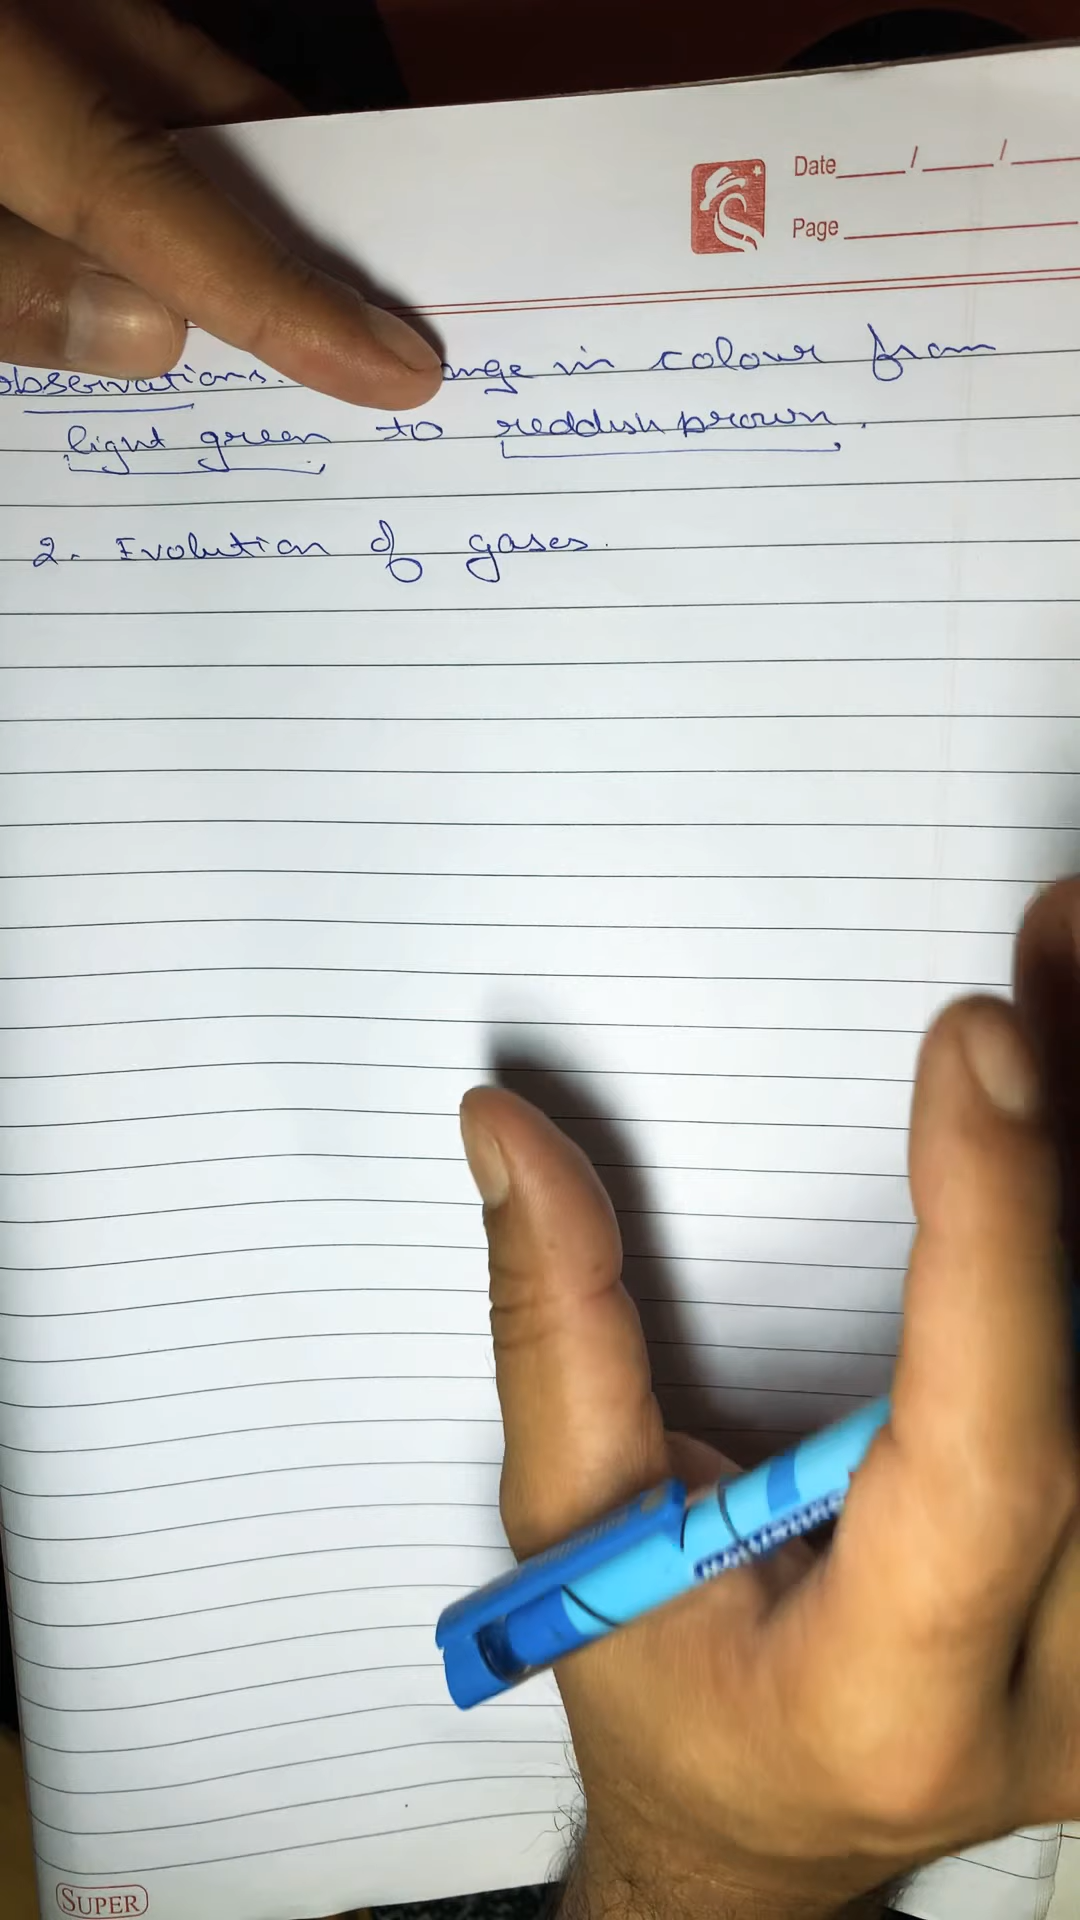 Date / /
Page
observations. ange in colour from
light green to reddish brown.
2. Evolution of gases.
SUPER